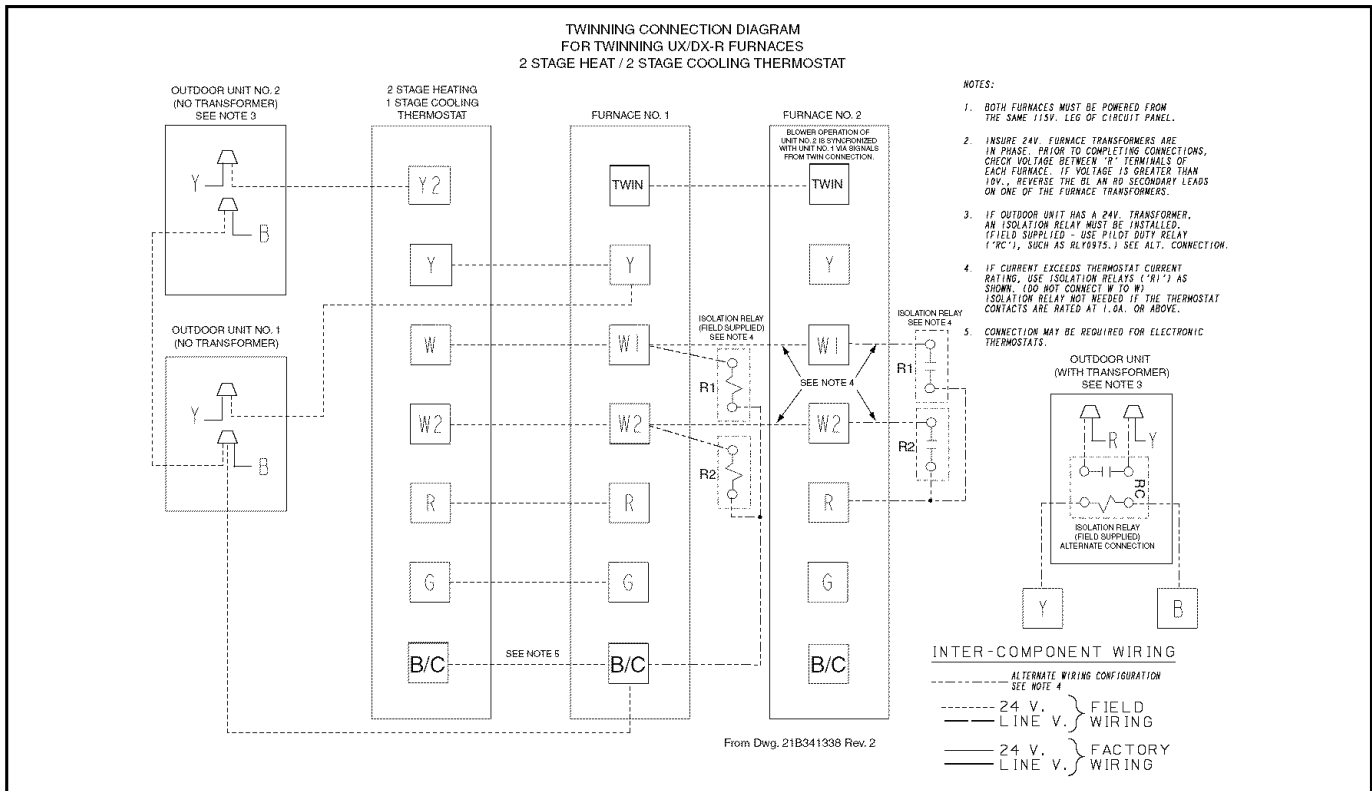 TWINNING CONNECTION DIAGRAM
FOR TWINNING UX/DX-R FURNACES
2 STAGE HEAT / 2 STAGE COOLING THERMOSTAT
OUTDOOR UNIT NO. 2
(NO TRANSFORMER)
SEE NOTE 3
Y
B
OUTDOOR UNIT NO. 1
(NO TRANSFORMER)
Y
B
2 STAGE HEATING
1 STAGE COOLING
THERMOSTAT
Y2
Y
W
W2
R
G
B/C
SEE NOTE 5
FURNACE NO. 1
TWIN
Y
W1
W2
R
G
B/C
ISOLATION RELAY
(FIELD SUPPLIED)
SEE NOTE 4
R1
R2
FURNACE NO. 2
BLOWER OPERATION OF
UNIT NO. 2 IS SYNCRONIZED
WITH UNIT NO. 1 VIA SIGNALS
FROM TWIN CONNECTION.
TWIN
Y
W1
SEE NOTE 4
W2
R
G
B/C
ISOLATION RELAY
SEE NOTE 4
R1
R2
NOTES:
1. BOTH FURNACES MUST BE POWERED FROM
THE SAME 115V. LEG OF CIRCUIT PANEL.
2. INSURE 24V. FURNACE TRANSFORMERS ARE
IN PHASE. PRIOR TO COMPLETING CONNECTIONS,
CHECK VOLTAGE BETWEEN 'R' TERMINALS OF
EACH FURNACE. IF VOLTAGE IS GREATER THAN
10V., REVERSE THE BL AN RD SECONDARY LEADS
ON ONE OF THE FURNACE TRANSFORMERS.
3. IF OUTDOOR UNIT HAS A 24V. TRANSFORMER,
AN ISOLATION RELAY MUST BE INSTALLED.
(FIELD SUPPLIED - USE PILOT DUTY RELAY
('RC'), SUCH AS RLY0975.) SEE ALT. CONNECTION.
4. IF CURRENT EXCEEDS THERMOSTAT CURRENT
RATING, USE ISOLATION RELAYS ('R1') AS
SHOWN. (DO NOT CONNECT W TO W)
ISOLATION RELAY NOT NEEDED IF THE THERMOSTAT
CONTACTS ARE RATED AT 1.0A. OR ABOVE.
5. CONNECTION MAY BE REQUIRED FOR ELECTRONIC
THERMOSTATS.
OUTDOOR UNIT
(WITH TRANSFORMER)
SEE NOTE 3
R
Y
RC
ISOLATION RELAY
(FIELD SUPPLIED)
ALTERNATE CONNECTION
Y
B
INTER-COMPONENT WIRING
ALTERNATE WIRING CONFIGURATION
SEE NOTE 4
24 V.
LINE V.
FIELD
WIRING
24 V.
LINE V.
FACTORY
WIRING
From Dwg. 21B341338 Rev. 2